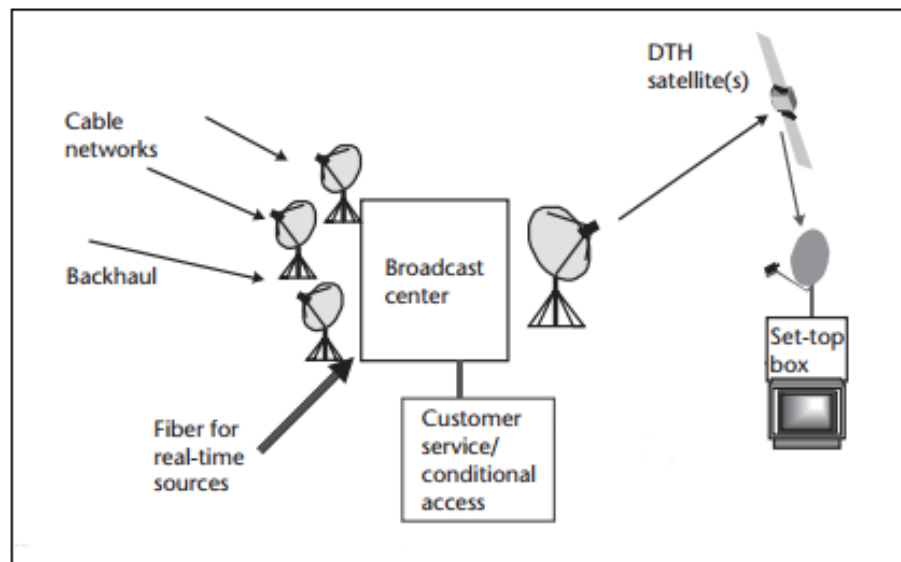 DTH
satellite(s)
Cable
networks
Backhaul
Broadcast
center
Set-top
box
Fiber for
real-time
sources
Customer
service/
conditional
access